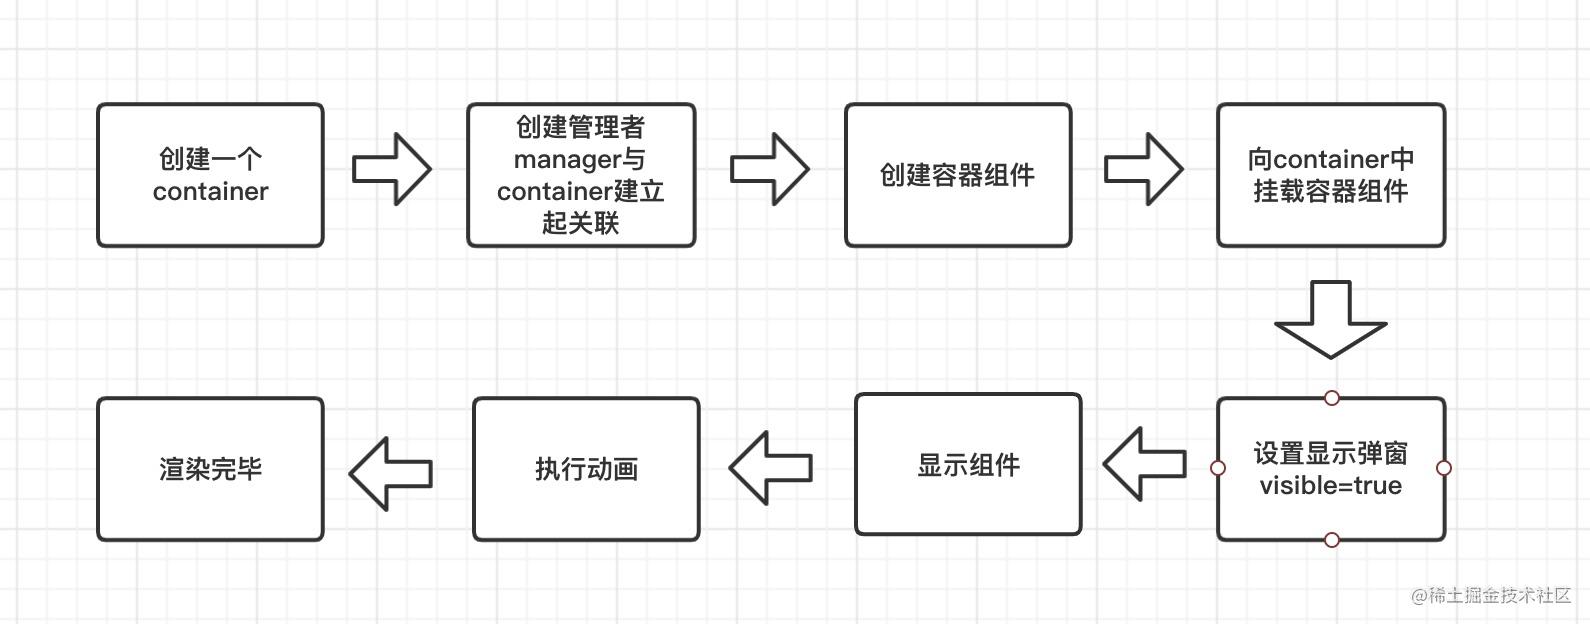 创建一个
container
创建管理者
manager与
container建立
起关联
创建容器组件
向container中
挂载容器组件
设置显示弹窗
visible=true
显示组件
执行动画
渲染完毕
@稀土掘金技术社区